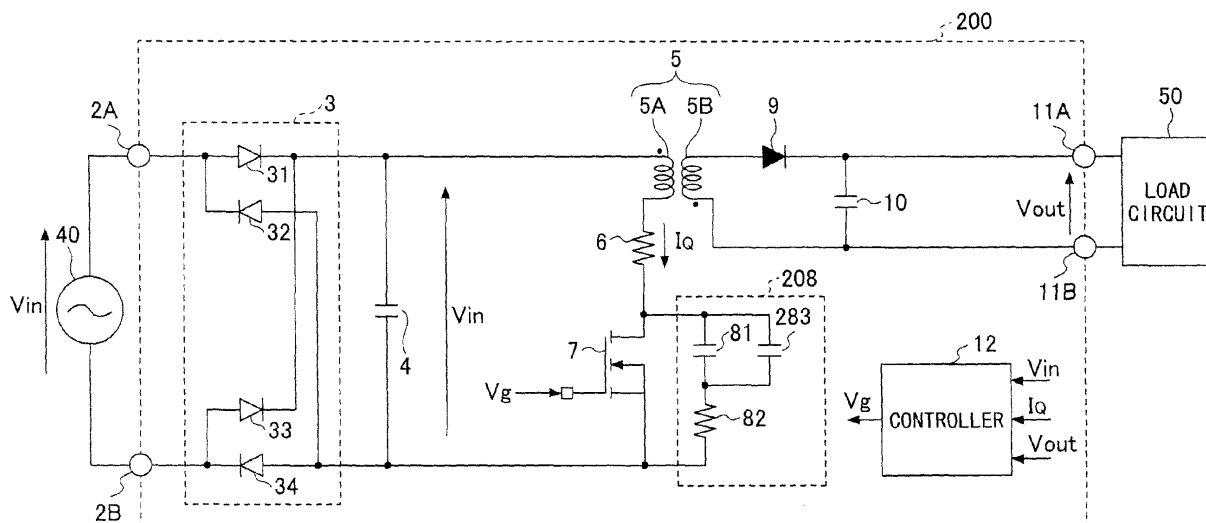 200
5
5A 5B
9
2A
3
11A
50
31
32
40
Vin
4
Vin
6
IQ
10
Vout
LOAD
CIRCUIT
11B
208
81
283
7
Vg
82
12
Vin
Vg
CONTROLLER
IQ
Vout
33
34
2B